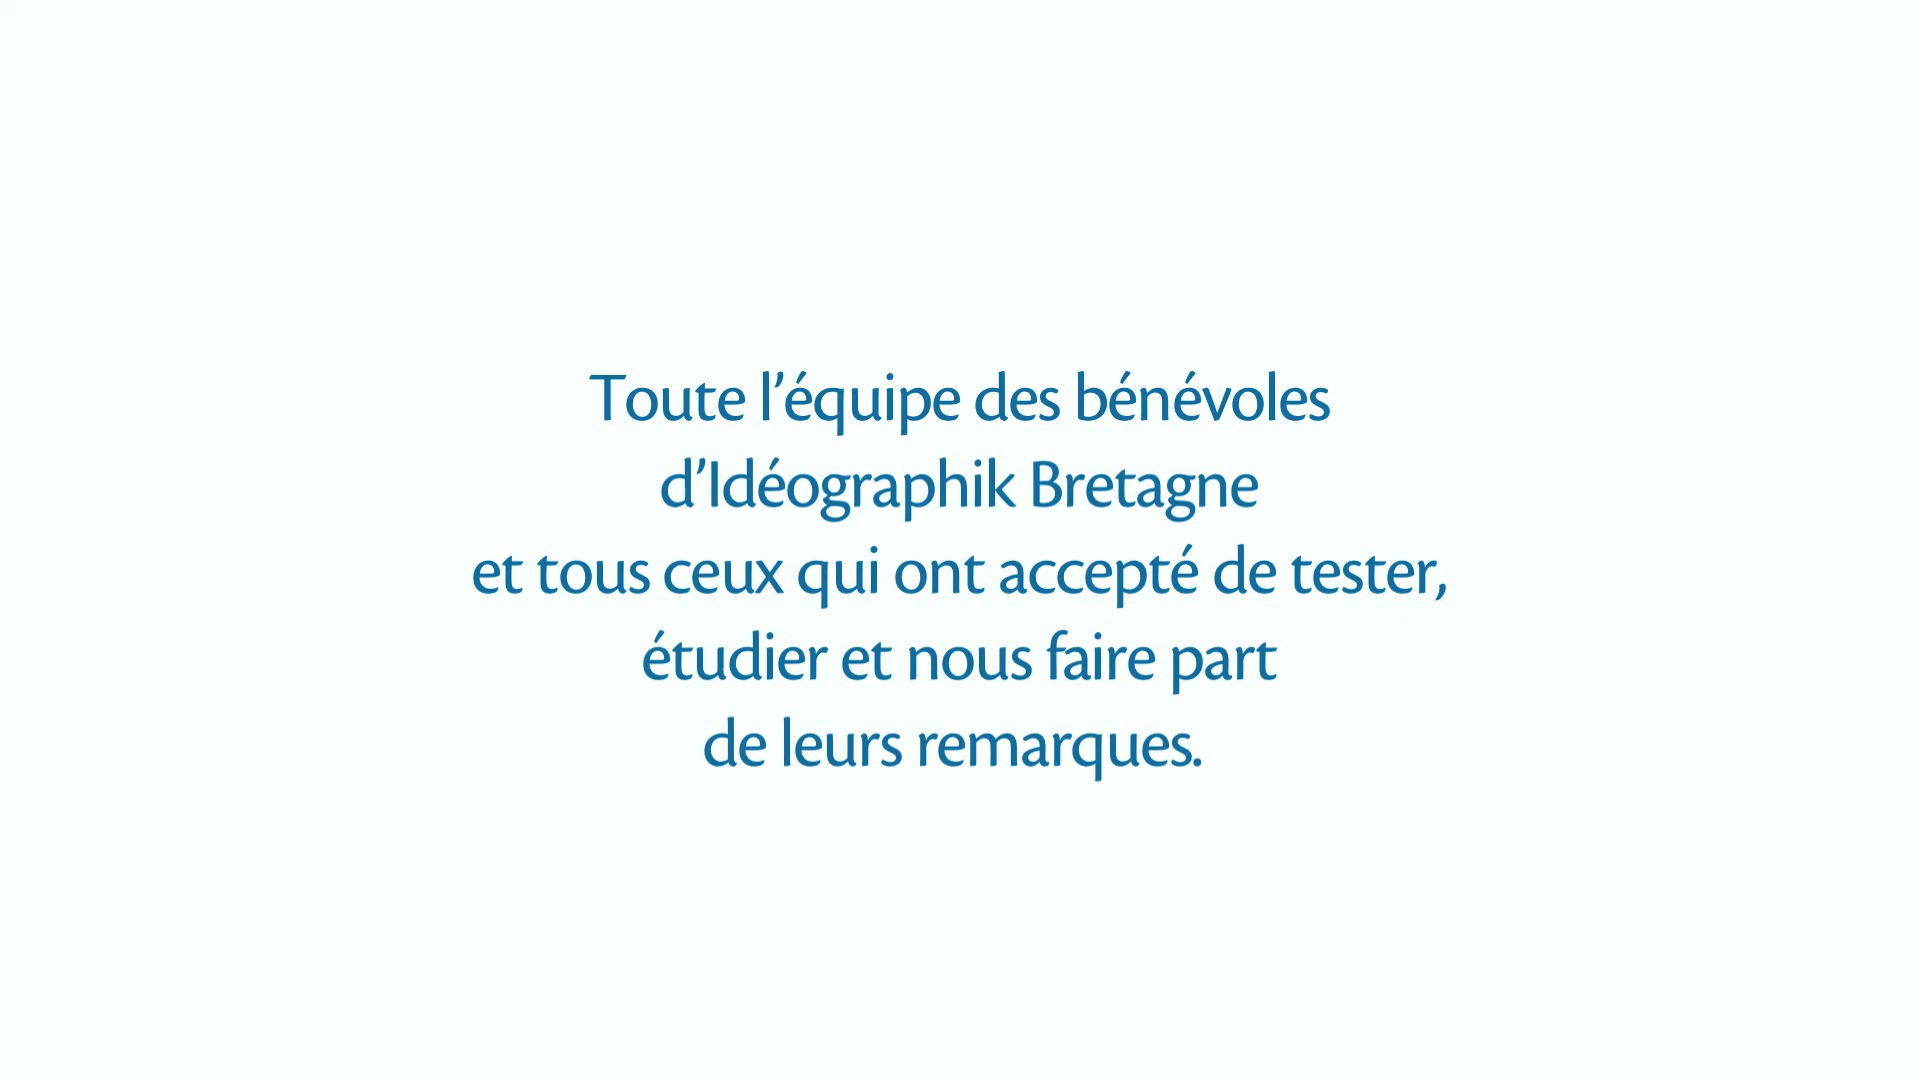 Toute l’équipe des bénévoles
d’Idéographik Bretagne
et tous ceux qui ont accepté de tester,
étudier et nous faire part
de leurs remarques.